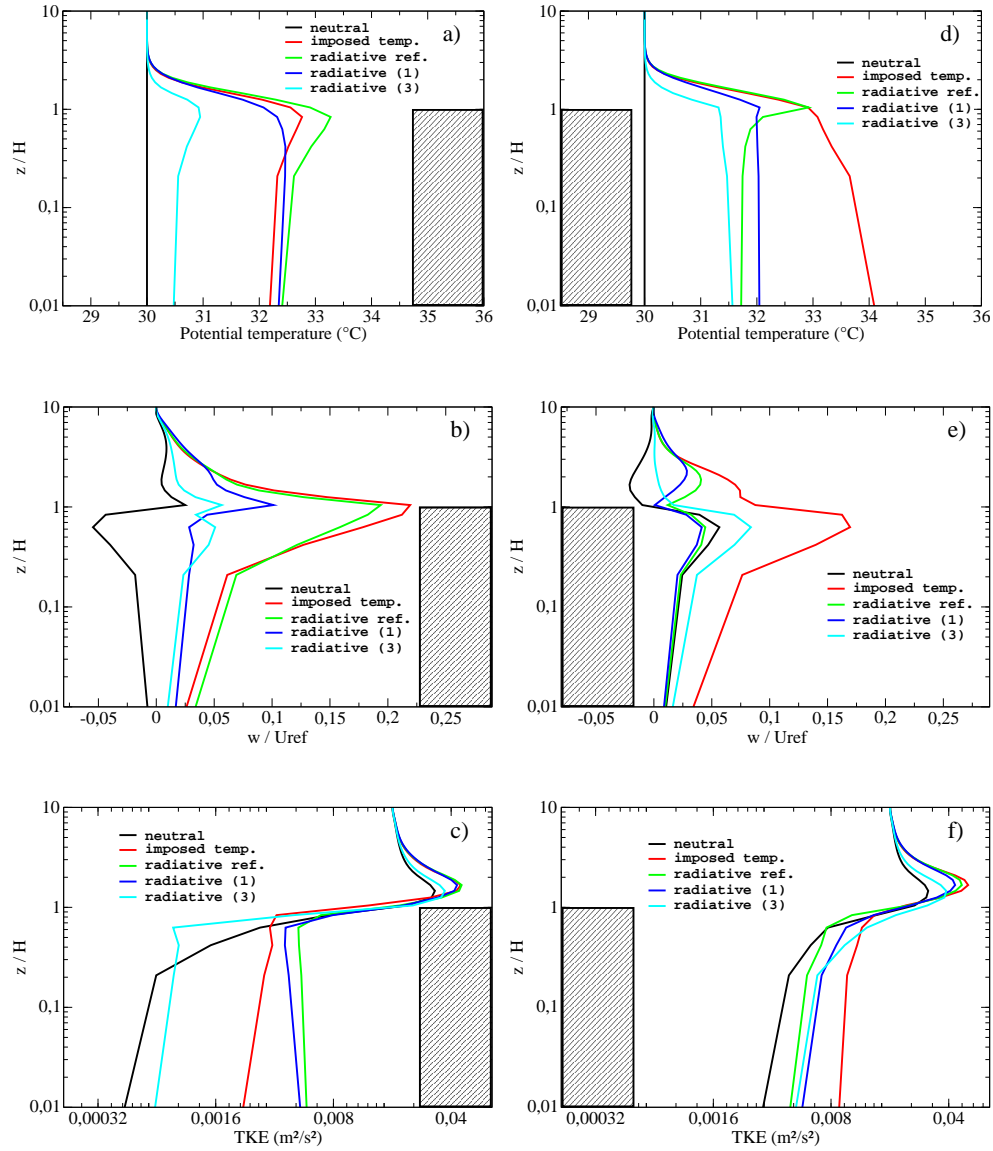 a)
neutral
imposed temp.
radiative ref.
radiative (1)
radiative (3)
10
1
0,1
0,01
z / H
29 30 31 32 33 34 35 36
Potential temperature (°C)
d)
neutral
imposed temp.
radiative ref.
radiative (1)
radiative (3)
10
1
0,1
0,01
z / H
29 30 31 32 33 34 35 36
Potential temperature (°C)
b)
neutral
imposed temp.
radiative ref.
radiative (1)
radiative (3)
10
1
0,1
0,01
z / H
-0,05 0 0,05 0,1 0,15 0,2 0,25
w / Uref
e)
neutral
imposed temp.
radiative ref.
radiative (1)
radiative (3)
10
1
0,1
0,01
z / H
-0,05 0 0,05 0,1 0,15 0,2 0,25
w / Uref
c)
neutral
imposed temp.
radiative ref.
radiative (1)
radiative (3)
10
1
0,1
0,01
z / H
0,00032 0,0016 0,008 0,04
TKE (m²/s²)
f)
neutral
imposed temp.
radiative ref.
radiative (1)
radiative (3)
10
1
0,1
0,01
z / H
0,00032 0,0016 0,008 0,04
TKE (m²/s²)